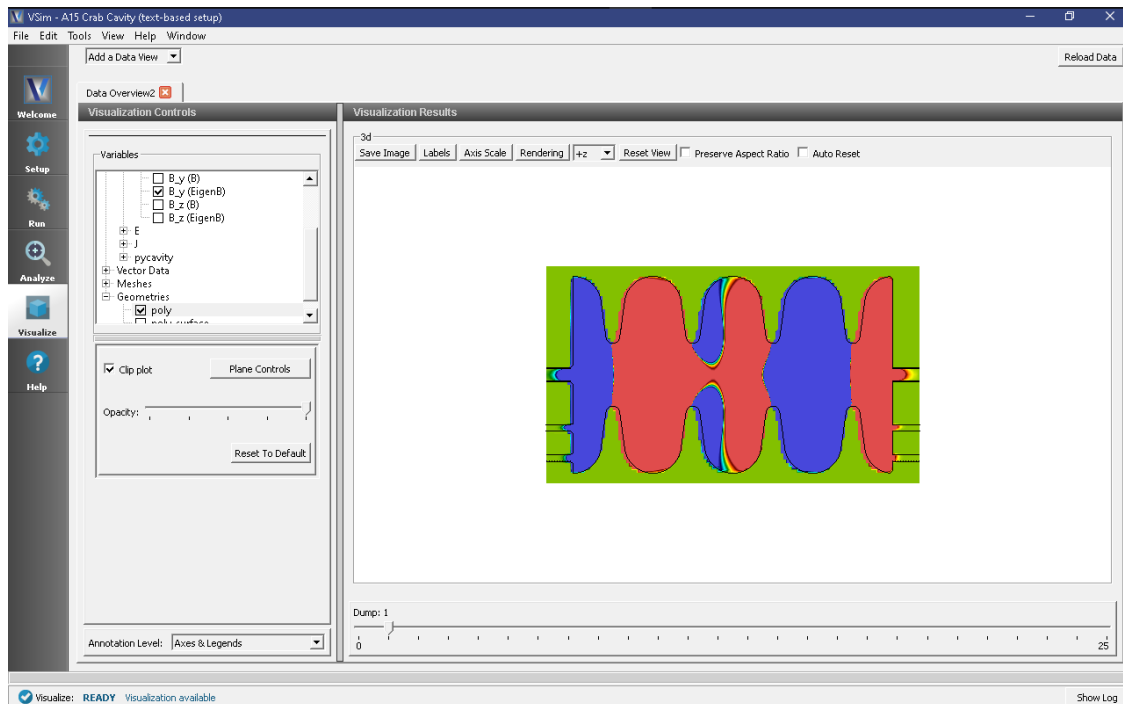 VSim - A15 Crab Cavity (text-based setup)
File Edit Tools View Help Window
Add a Data View
Reload Data
Data Overview2
Welcome
Setup
Run
Analyze
Visualize
Help
Visualization Controls
Variables
B_y (B)
B_y (EigenB)
B_z (B)
B_z (EigenB)
E
J
pycavity
Vector Data
Meshes
Geometries
poly
Clip plot
Plane Controls
Opacity:
Reset To Default
Annotation Level: Axes & Legends
Visualization Results
3d
Save Image Labels Axis Scale Rendering +z Reset View Preserve Aspect Ratio Auto Reset
Dump: 1
0 25
Visualize: READY Visualization available
Show Log